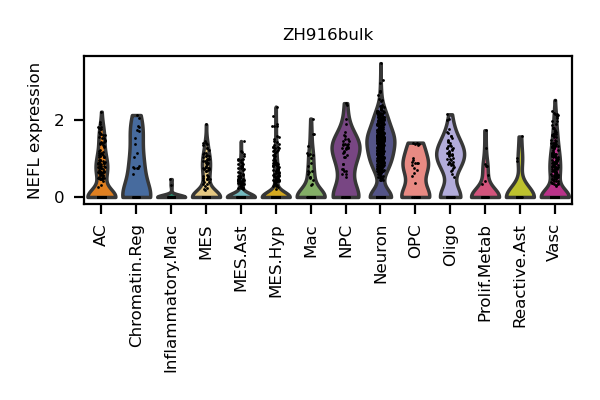 ZH916bulk
NEFL expression
2
0
AC
Chromatin.Reg
Inflammatory.Mac
MES
MES.Ast
MES.Hyp
Mac
NPC
Neuron
OPC
Oligo
Prolif.Metab
Reactive.Ast
Vasc